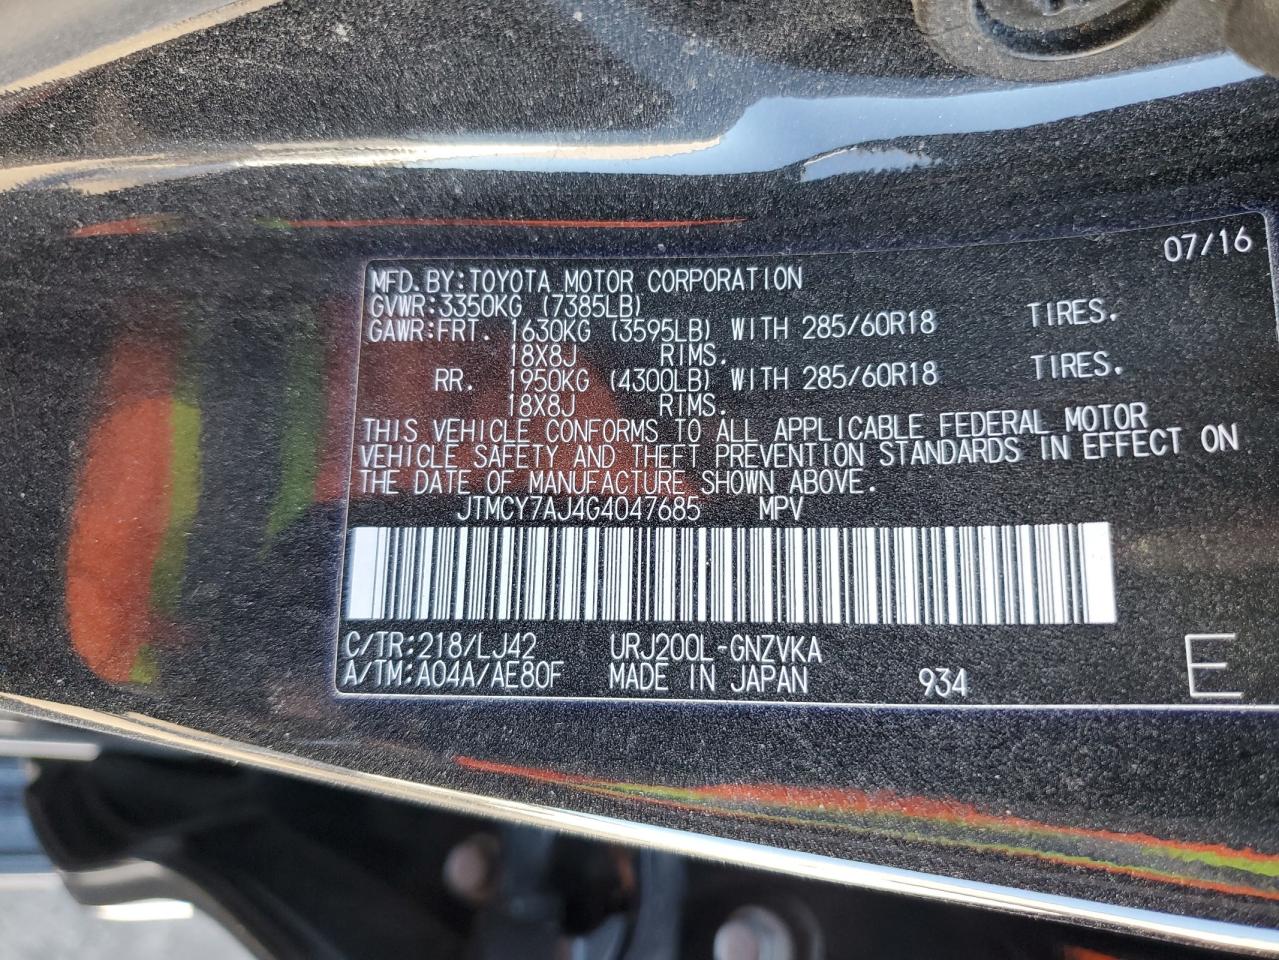 07/16
MFD.BY:TOYOTA MOTOR CORPORATION
GVWR:3350KG (7385LB)
GAWR:FRT. 1630KG (3595LB) WITH 285/60R18 TIRES.
18X8J RIMS.
RR. 1950KG (4300LB) WITH 285/60R18 TIRES.
18X8J RIMS.
THIS VEHICLE CONFORMS TO ALL APPLICABLE FEDERAL MOTOR
VEHICLE SAFETY AND THEFT PREVENTION STANDARDS IN EFFECT ON
THE DATE OF MANUFACTURE SHOWN ABOVE.
JTMCY7AJ4G4047685 MPV
C/TR:218/LJ42 URJ200L-GNZVKA
A/TM:A04A/AE80F MADE IN JAPAN 934 E